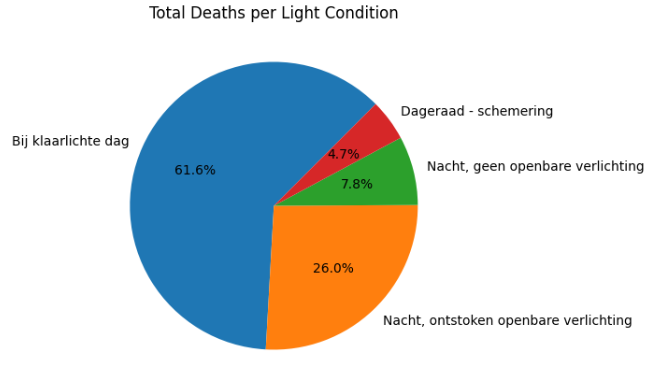 Total Deaths per Light Condition
Dageraad - schemering
Bij klaarlichte dag
4.7%
Nacht, geen openbare verlichting
61.6%
7.8%
26.0%
Nacht, ontstoken openbare verlichting